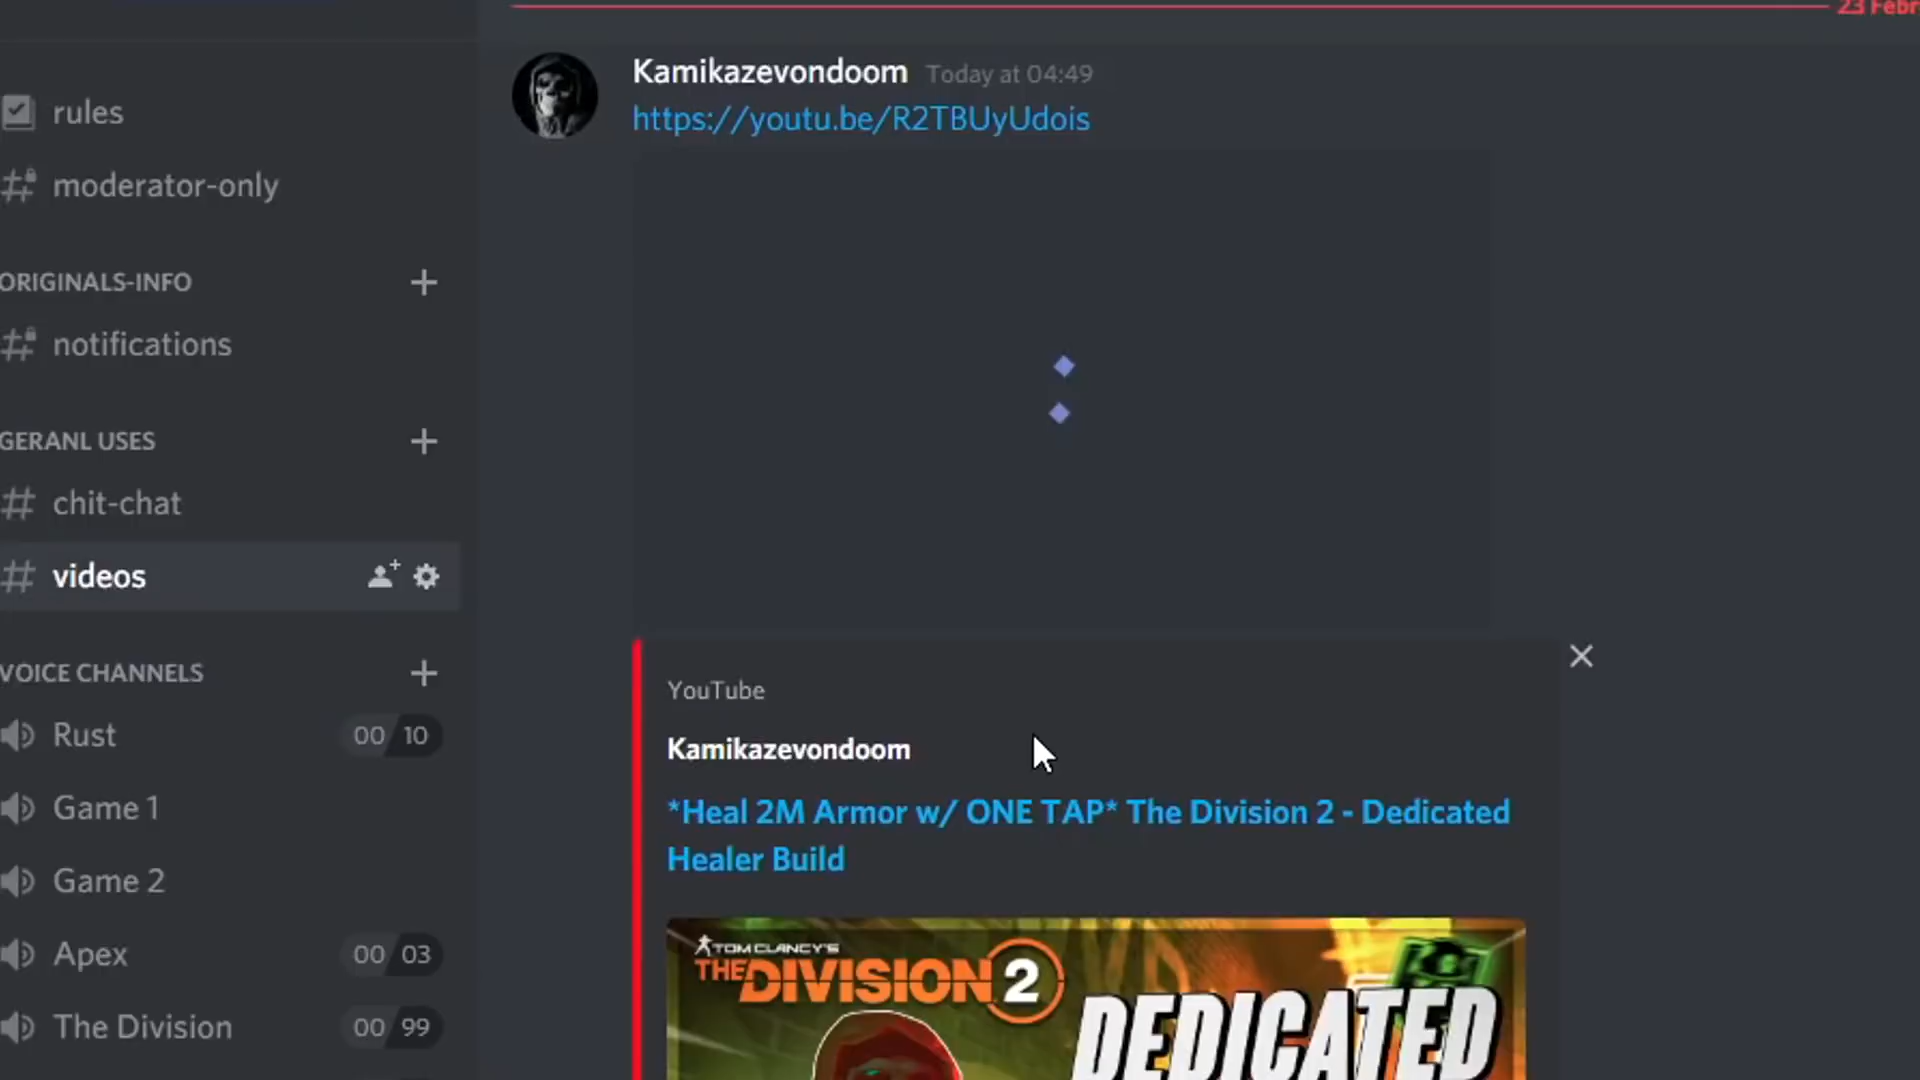 23 Febr
Kamikazevondoom Today at 04:49
https://youtu.be/R2TBUyUdois
rules
moderator-only
ORIGINALS-INFO
notifications
GERANL USES
chit-chat
videos
VOICE CHANNELS
Rust 00 10
Game 1
Game 2
Apex 00 03
The Division 00 99
YouTube
Kamikazevondoom
*Heal 2M Armor w/ ONE TAP* The Division 2 - Dedicated
Healer Build
TOM CLANCY'S
THE DIVISION 2
DEDICATED